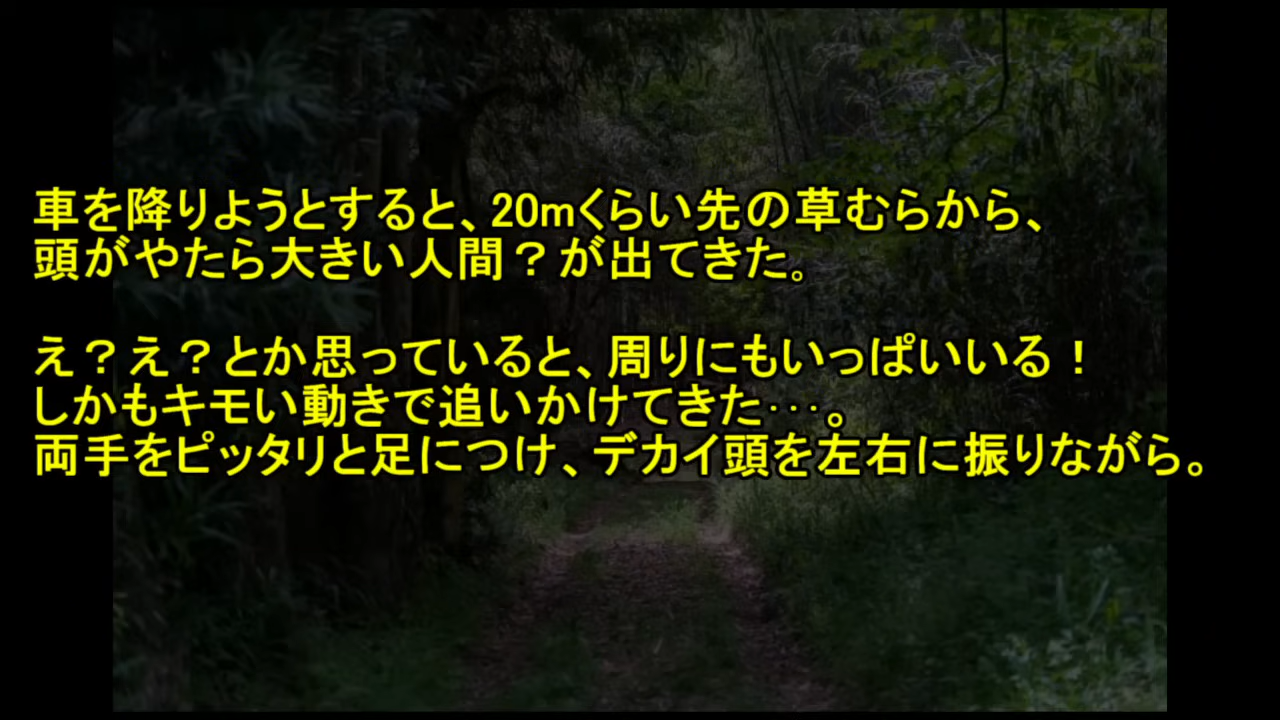 車を降りようとすると、20mくらい先の草むらから、
頭がやたら大きい人間？が出てきた。
え？え？とか思っていると、周りにもいっぱいいる！
しかもキモい動きで追いかけてきた･･･。
両手をピッタリと足につけ、デカイ頭を左右に振りながら。